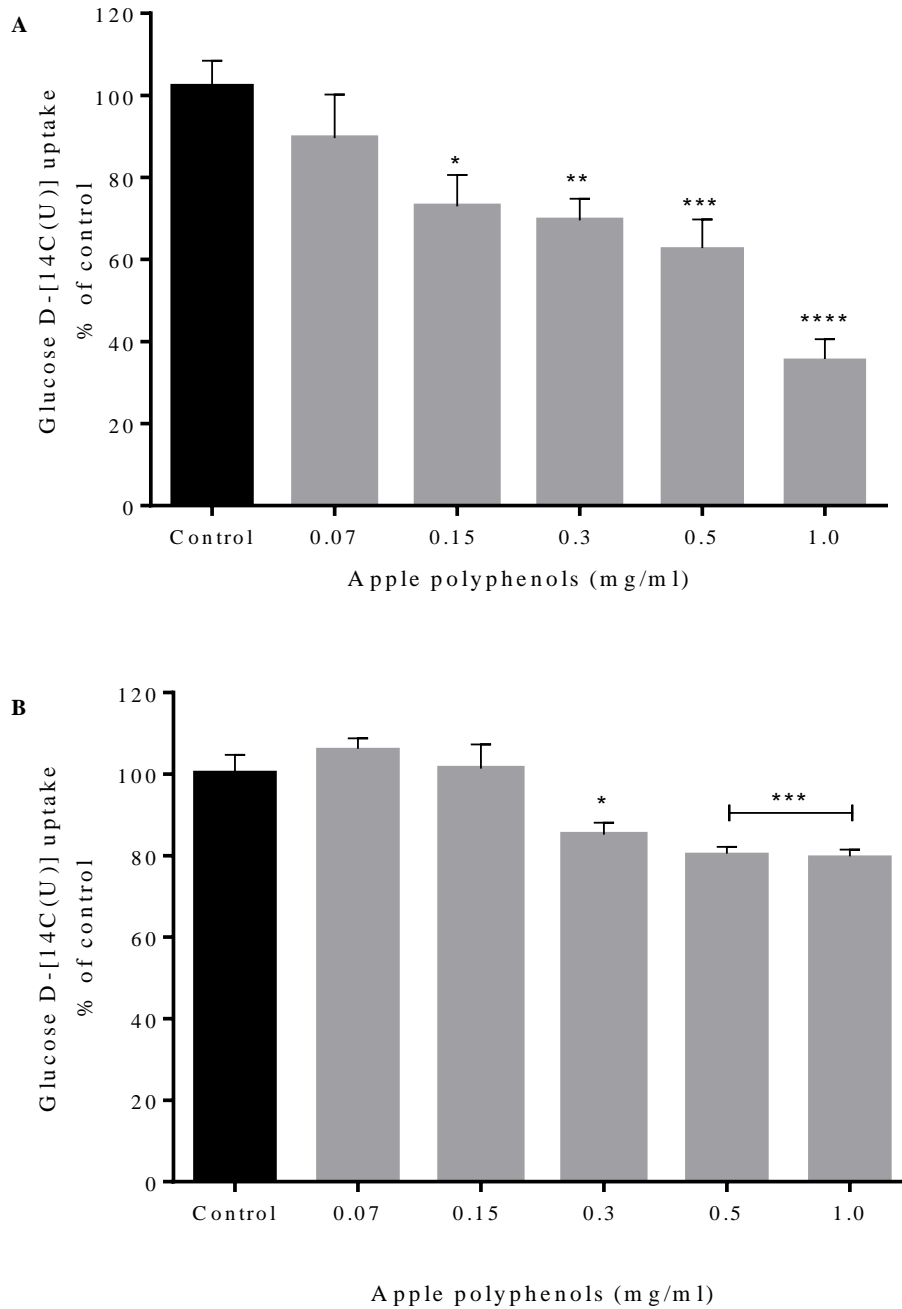 A
Glucose D-[14C(U)] uptake
% of control
120
100
80
60
40
20
0
*
**
***
****
Control 0.07 0.15 0.3 0.5 1.0
Apple polyphenols (mg/ml)
B
Glucose D-[14C(U)] uptake
% of control
120
100
80
60
40
20
0
*
***
Control 0.07 0.15 0.3 0.5 1.0
Apple polyphenols (mg/ml)